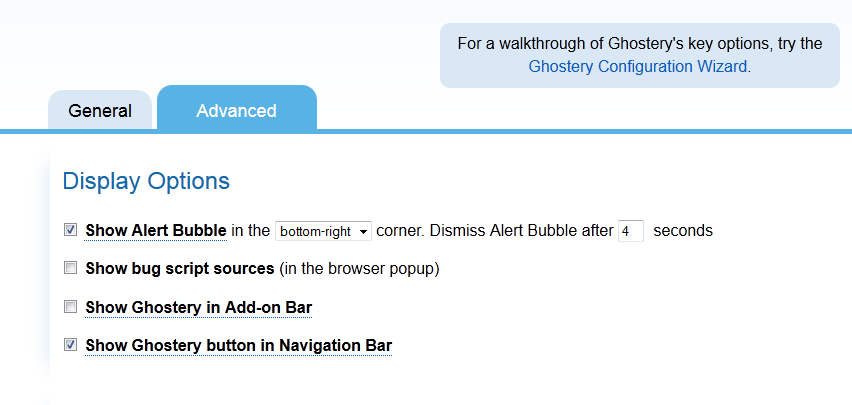 For a walkthrough of Ghostery's key options, try the
Ghostery Configuration Wizard.
General
Advanced
Display Options
Show Alert Bubble in the bottom-right corner. Dismiss Alert Bubble after 4 seconds
Show bug script sources (in the browser popup)
Show Ghostery in Add-on Bar
Show Ghostery button in Navigation Bar